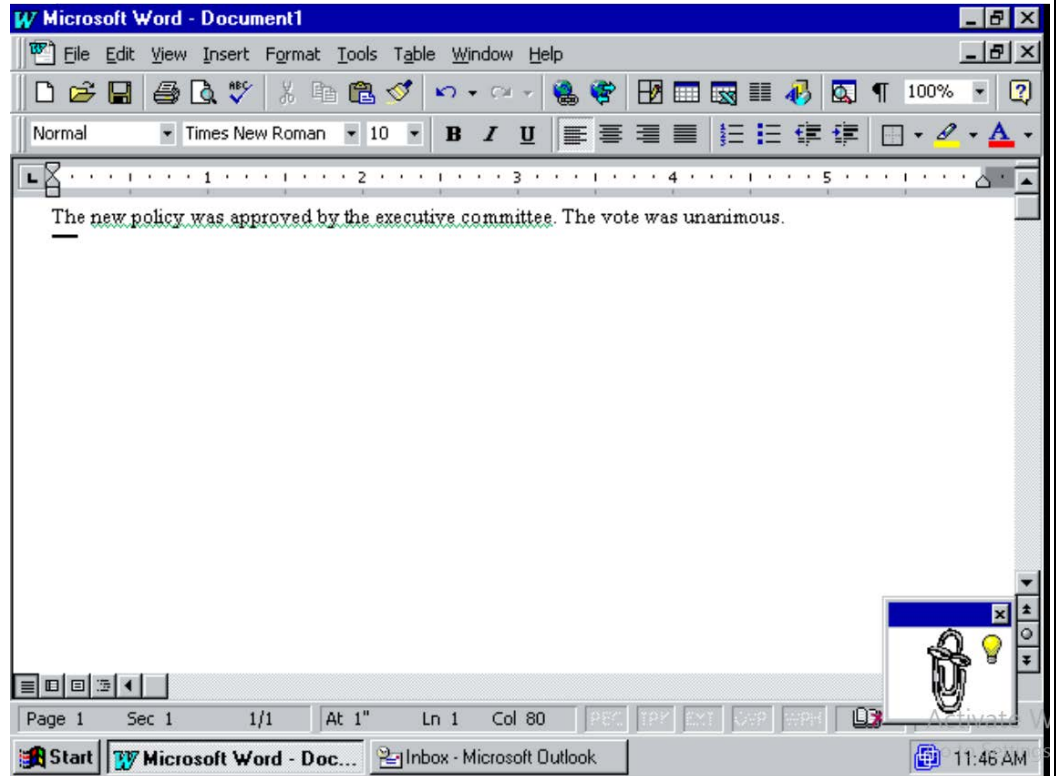 Microsoft Word - Document1
File Edit View Insert Format Tools Table Window Help
ABC 100%
Normal Times New Roman 10 B I U A
1 2 3 4 5
The new policy was approved by the executive committee. The vote was unanimous.
Page 1 Sec 1 1/1 At 1" Ln 1 Col 80 REC TRK EXT OVR WPH
Activate W
Start Microsoft Word - Doc... Inbox - Microsoft Outlook 11:46 AM